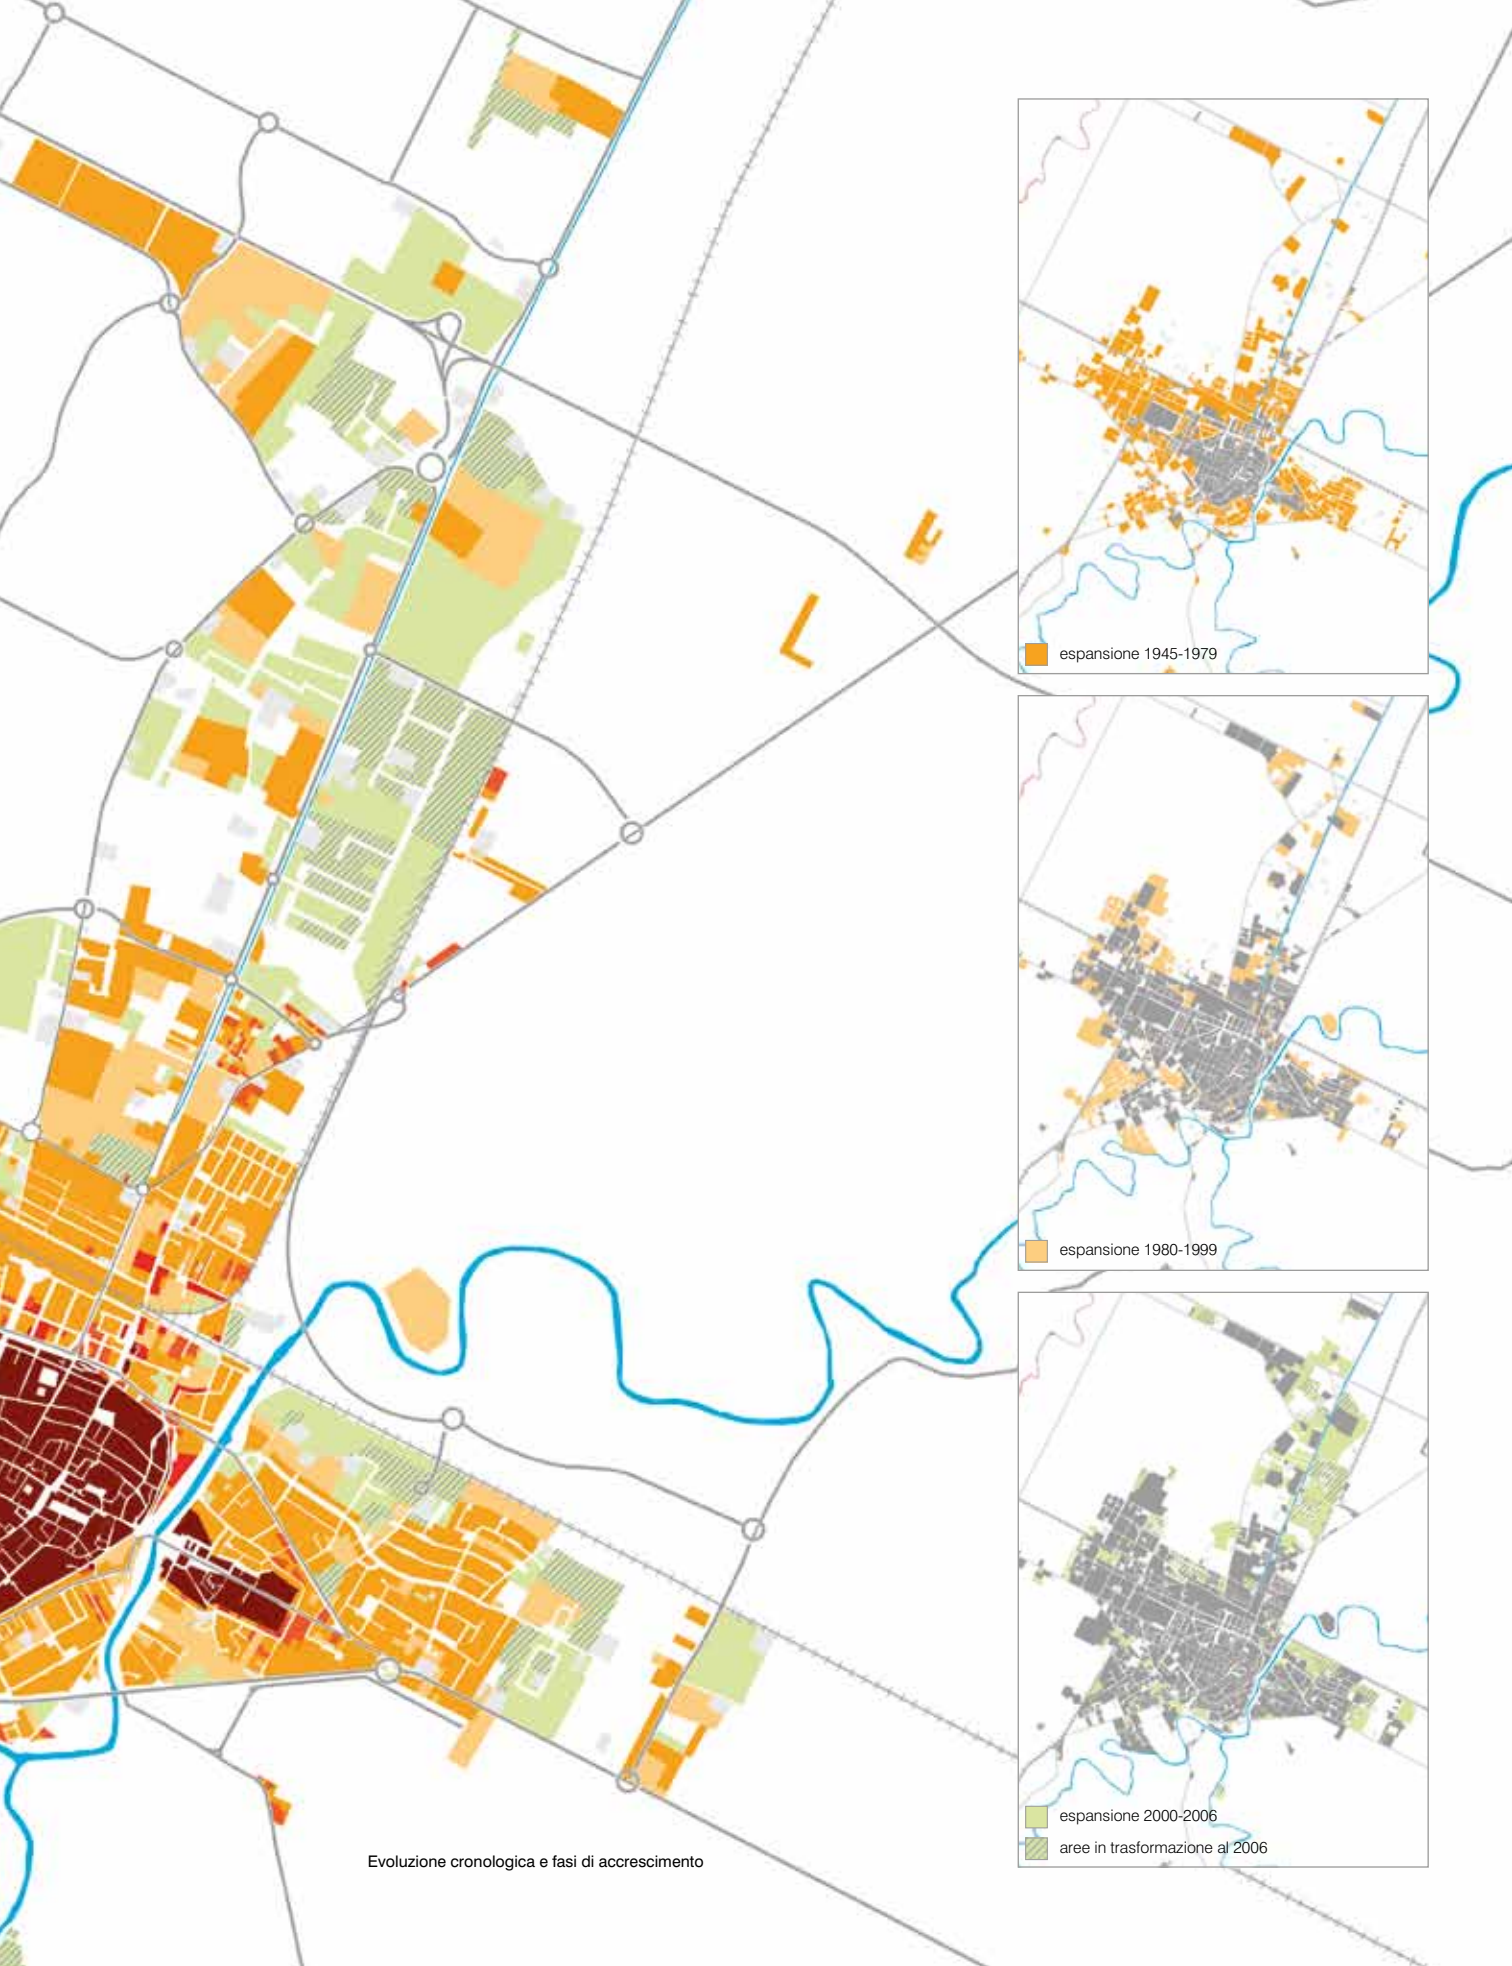 espansione 1945-1979
espansione 1980-1999
espansione 2000-2006
aree in trasformazione al 2006
Evoluzione cronologica e fasi di accrescimento